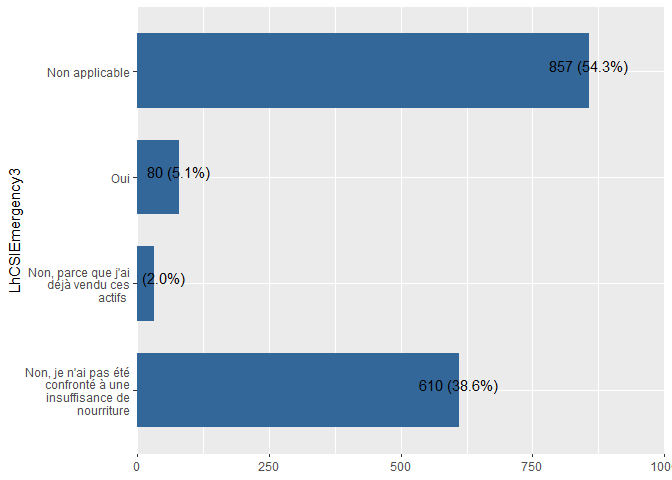 LhCSIEmergency3
Non applicable
857 (54.3%)
Oui
80 (5.1%)
Non, parce que j'ai
déjà vendu ces
actifs
(2.0%)
Non, je n'ai pas été
confronté à une
insuffisance de
nourriture
610 (38.6%)
0 250 500 750 100